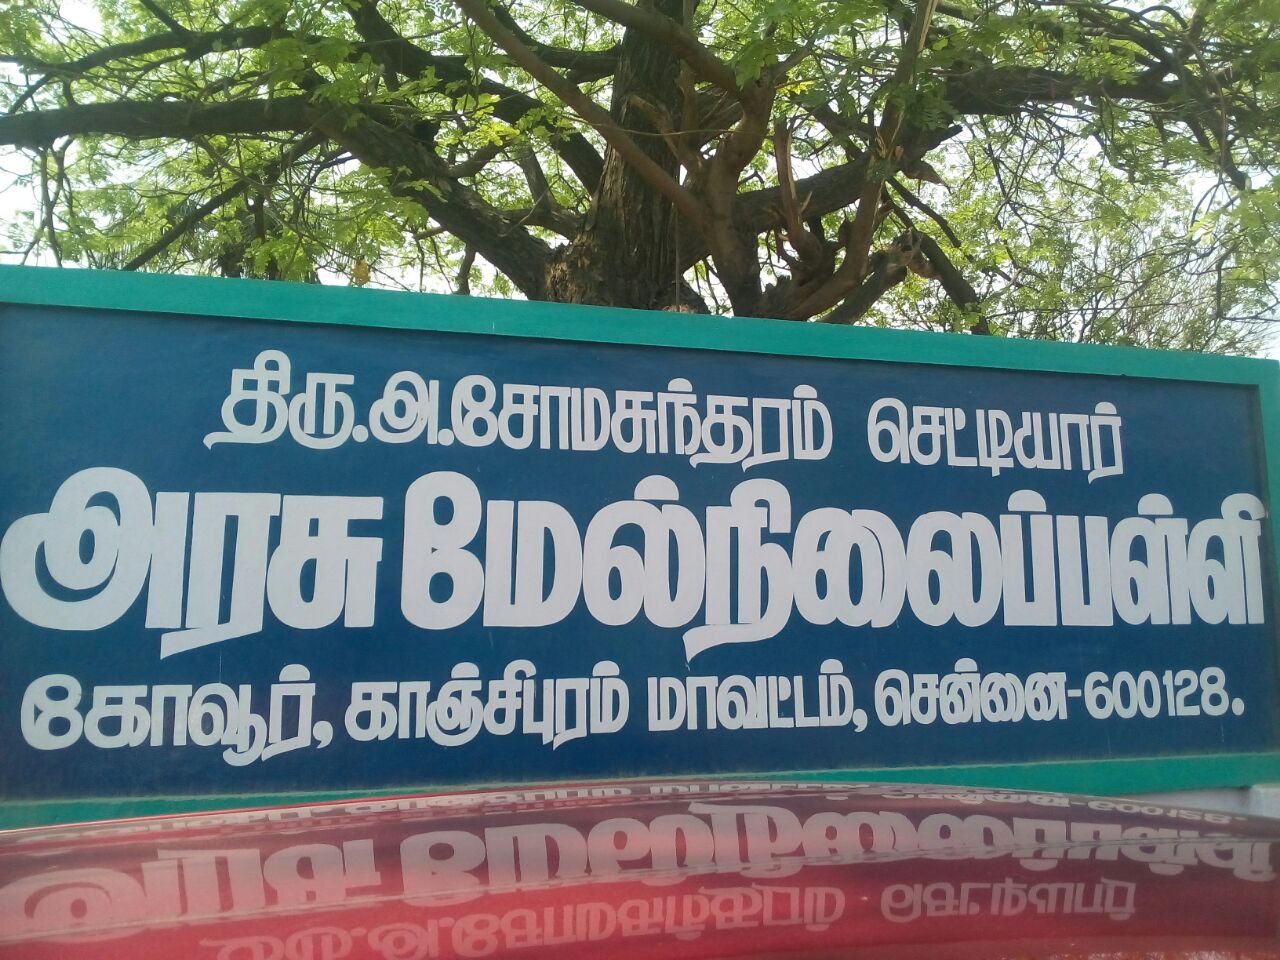 திரு.அ.சோமசுந்தரம் செட்டியார்
அரசு மேல்நிலைப்பள்ளி
கோவூர், காஞ்சிபுரம் மாவட்டம், சென்னை-600128.